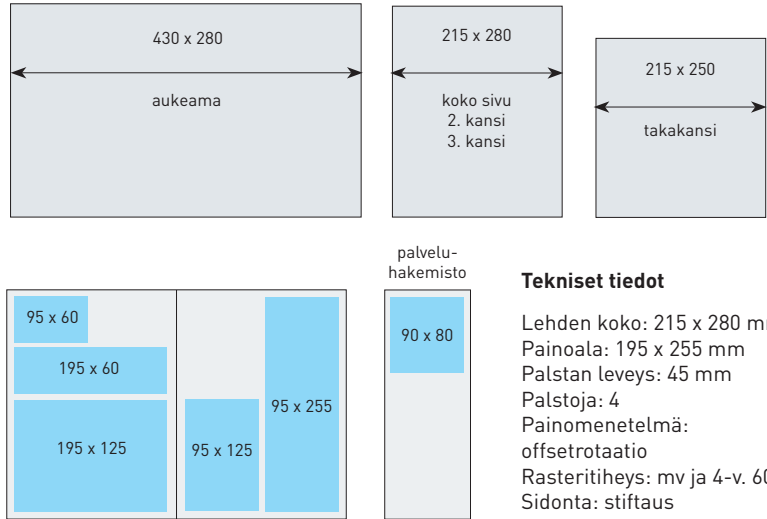 430 x 280
aukeama
215 x 280
koko sivu
2. kansi
3. kansi
215 x 250
takakansi
95 x 60
195 x 60
195 x 125
95 x 125
95 x 255
palvelu-
hakemisto
90 x 80
Tekniset tiedot
Lehden koko: 215 x 280
Painoala: 195 x 255 mm
Palstan leveys: 45 mm
Palstoja: 4
Painomenetelmä:
offsetrotaatio
Rasteritiheys: mv ja 4-v.
Sidonta: stiftaus